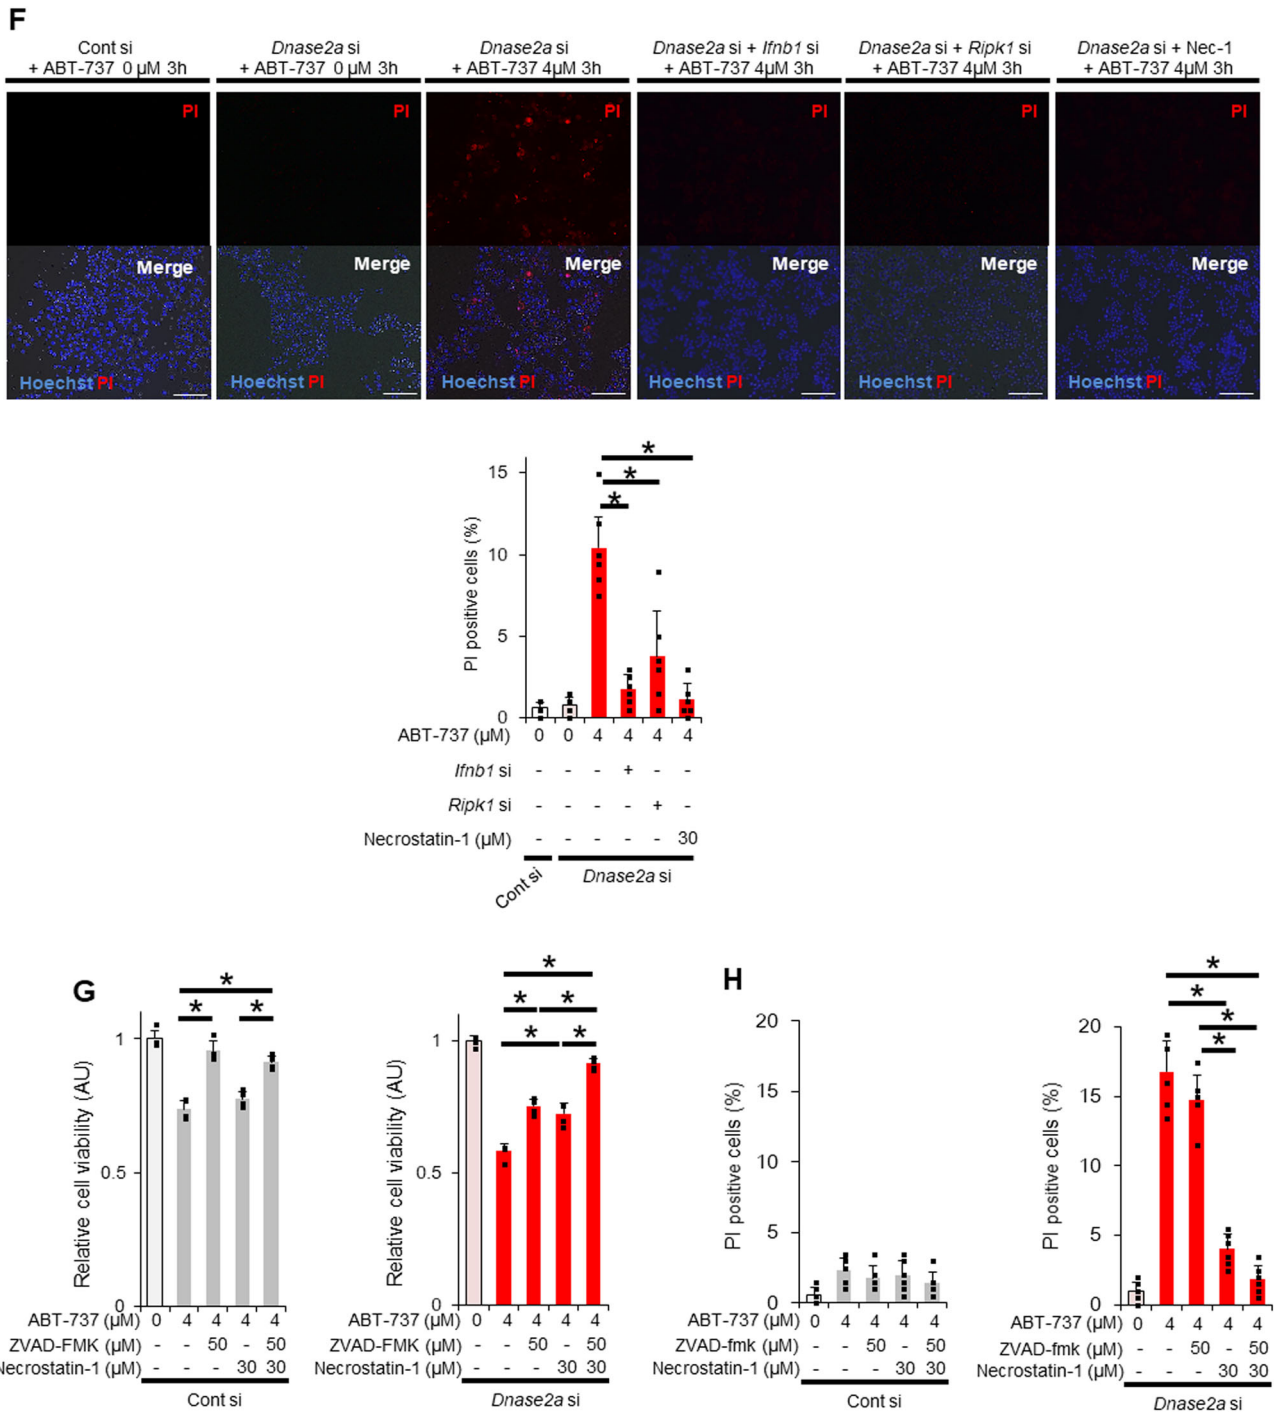 F
Cont si
+ ABT-737 0 µM 3h
Dnase2a si
+ ABT-737 0 µM 3h
Dnase2a si
+ ABT-737 4µM 3h
Dnase2a si + Ifnb1 si
+ ABT-737 4µM 3h
Dnase2a si + Ripk1 si
+ ABT-737 4µM 3h
Dnase2a si + Nec-1
+ ABT-737 4µM 3h
PI PI PI PI PI PI
Merge Merge Merge Merge Merge Merge
Hoechst PI Hoechst PI Hoechst PI Hoechst PI Hoechst PI Hoechst PI
*
*
*
PI positive cells (%)
15
10
5
0
ABT-737 (µM) 0 0 4 4 4 4
Ifnb1 si - - - + - -
Ripk1 si - - - - + -
Necrostatin-1 (µM) - - - - - 30
Cont si
Dnase2a si
G
*
* *
Relative cell viability (AU)
1
0.5
0
ABT-737 (µM) 0 4 4 4 4
ZVAD-FMK (µM) - - 50 - 50
Necrostatin-1 (µM) - - - 30 30
Cont si
*
* *
* *
Relative cell viability (AU)
1
0.5
0
ABT-737 (µM) 0 4 4 4 4
ZVAD-FMK (µM) - - 50 - 50
Necrostatin-1 (µM) - - - 30 30
Dnase2a si
H
PI positive cells (%)
20
15
10
5
0
ABT-737 (µM) 0 4 4 4 4
ZVAD-fmk (µM) - - 50 - 50
Necrostatin-1 (µM) - - - 30 30
Cont si
*
*
*
*
PI positive cells (%)
20
15
10
5
0
ABT-737 (µM) 0 4 4 4 4
ZVAD-fmk (µM) - - 50 - 50
Necrostatin-1 (µM) - - - 30 30
Dnase2a si